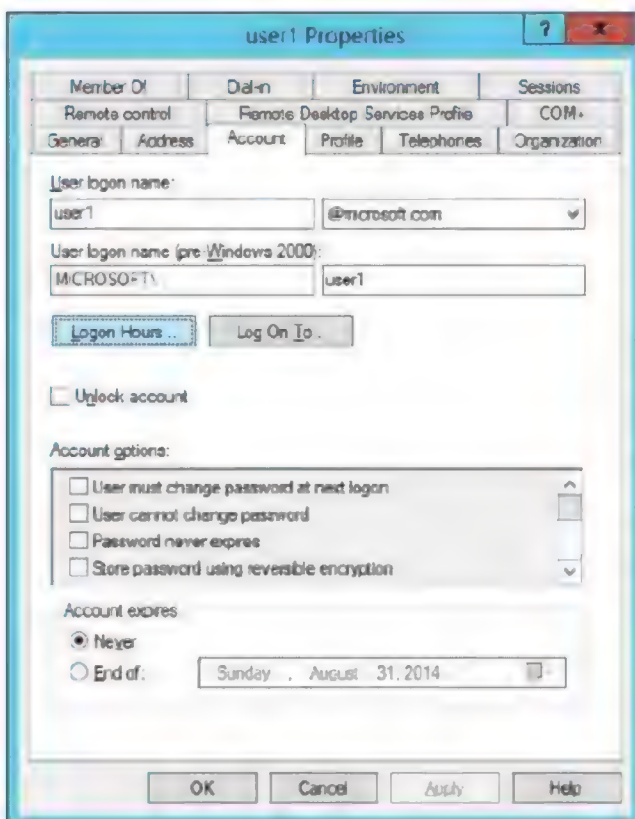 user1 Properties
?
x
Member Of Dial-in Environment Sessions
Remote control Remote Desktop Services Profile COM+
General Address Account Profile Telephones Organization
User logon name:
user1 @microsoft.com
User logon name (pre-Windows 2000):
MICROSOFT\ user1
Logon Hours... Log On To...
Unlock account
Account options:
User must change password at next logon
User cannot change password
Password never expires
Store password using reversible encryption
Account expires
Never
End of: Sunday , August 31, 2014
OK Cancel Apply Help